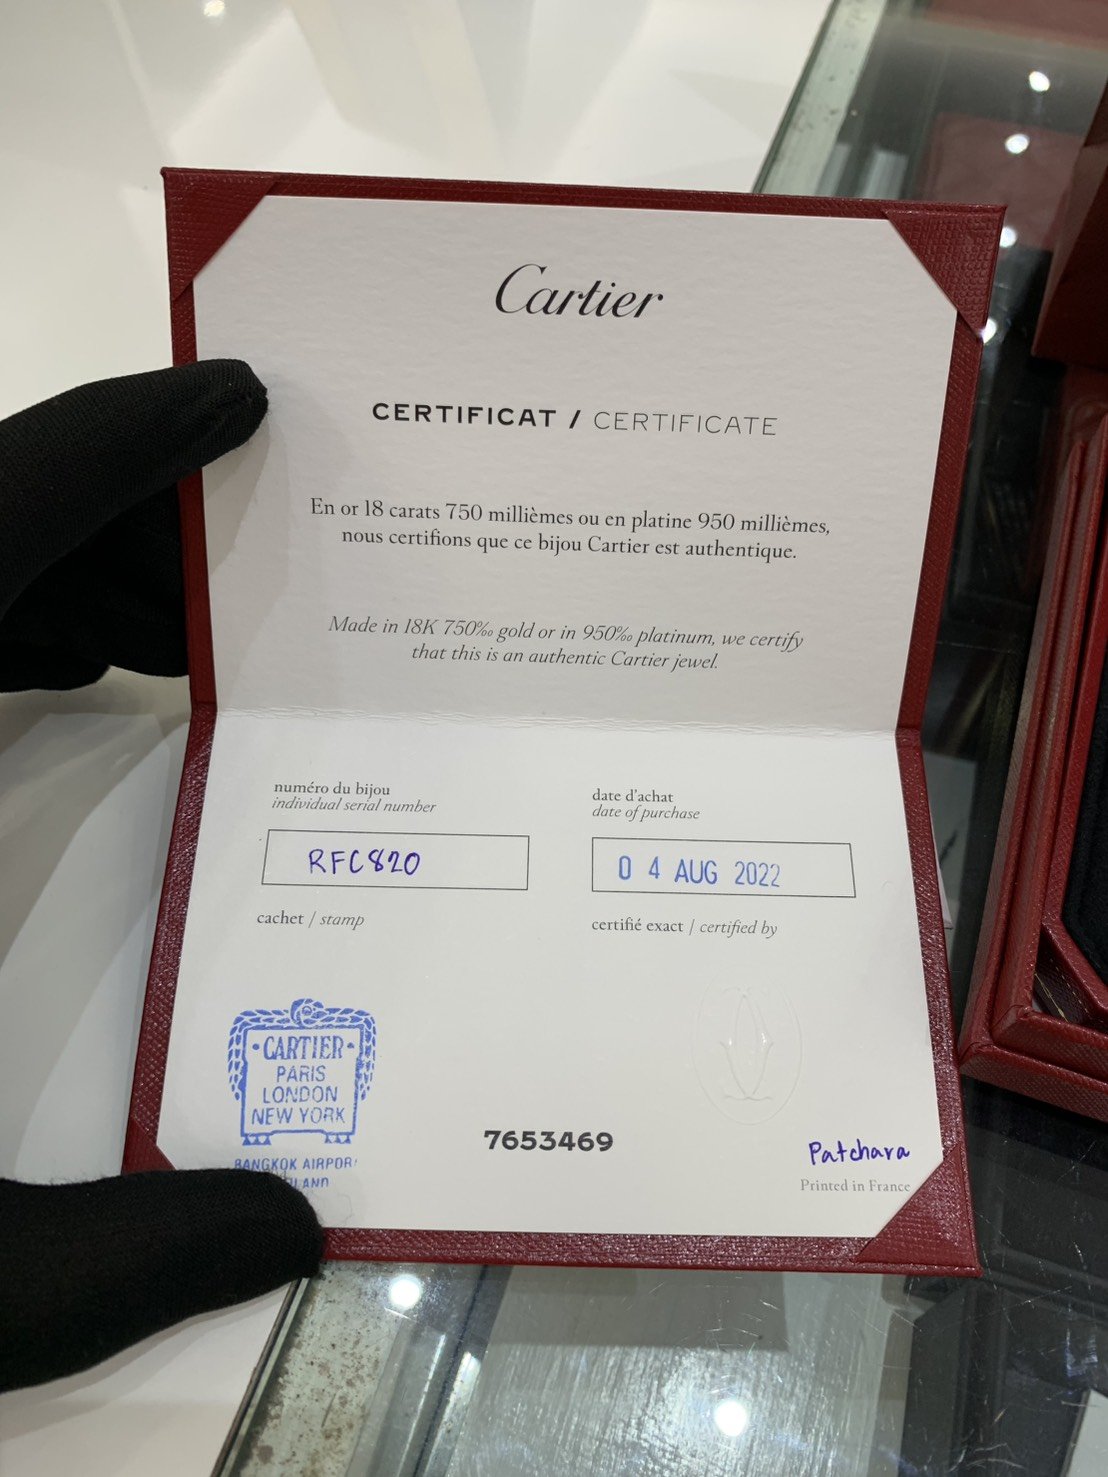 Cartier
CERTIFICAT / CERTIFICATE
En or 18 carats 750 millièmes ou en platine 950 millièmes,
nous certifions que ce bijou Cartier est authentique.
Made in 18K 750‰ gold or in 950‰ platinum, we certify
that this is an authentic Cartier jewel.
numéro du bijou
individual serial number
RFC820
date d'achat
date of purchase
04 AUG 2022
cachet / stamp
certifié exact / certified by
CARTIER
PARIS
LONDON
NEW YORK
BANGKOK
7653469
Patchara
Printed in France